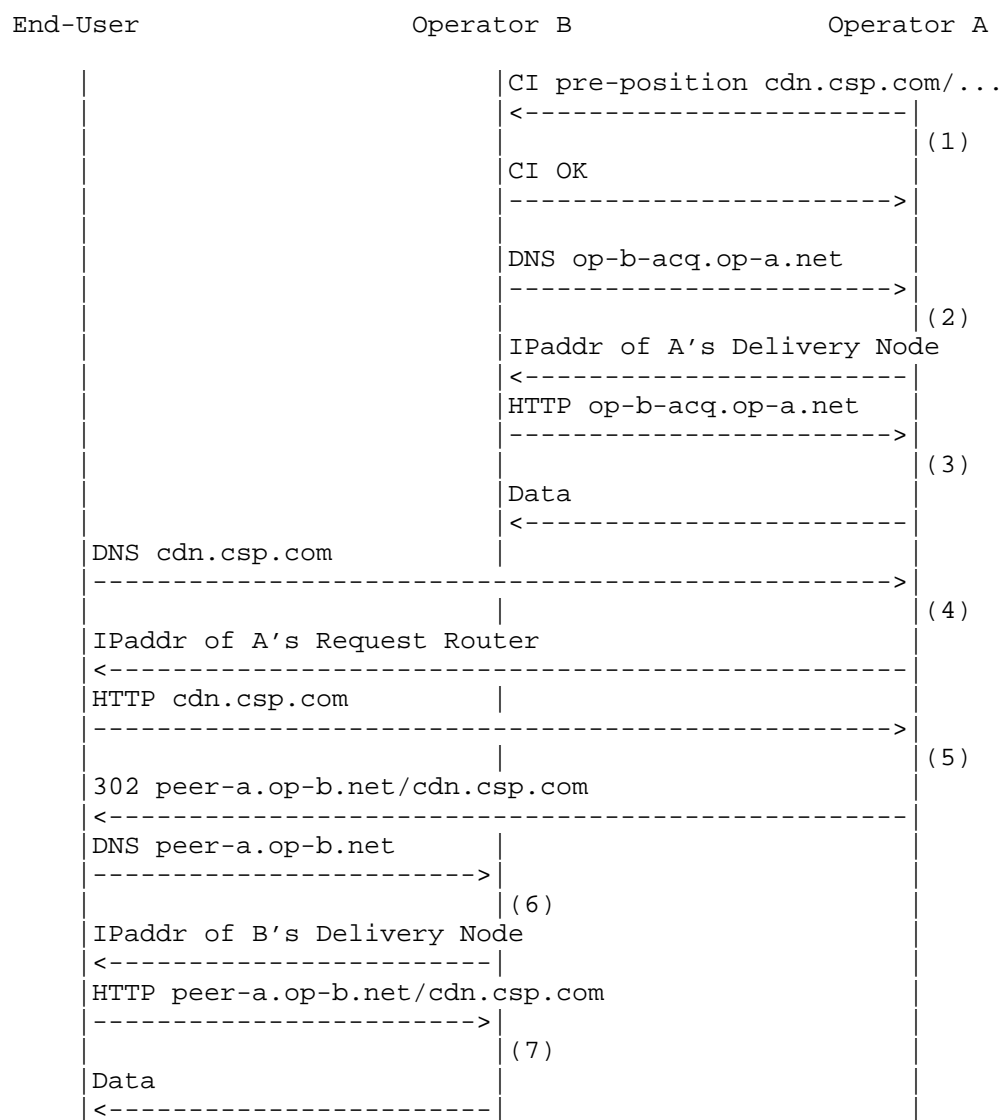 End-User Operator B Operator A
CI pre-position cdn.csp.com/...
(1)
CI OK
DNS op-b-acq.op-a.net
(2)
IPaddr of A's Delivery Node
HTTP op-b-acq.op-a.net
(3)
Data
DNS cdn.csp.com
(4)
IPaddr of A's Request Router
HTTP cdn.csp.com
(5)
302 peer-a.op-b.net/cdn.csp.com
DNS peer-a.op-b.net
(6)
IPaddr of B's Delivery Node
HTTP peer-a.op-b.net/cdn.csp.com
(7)
Data